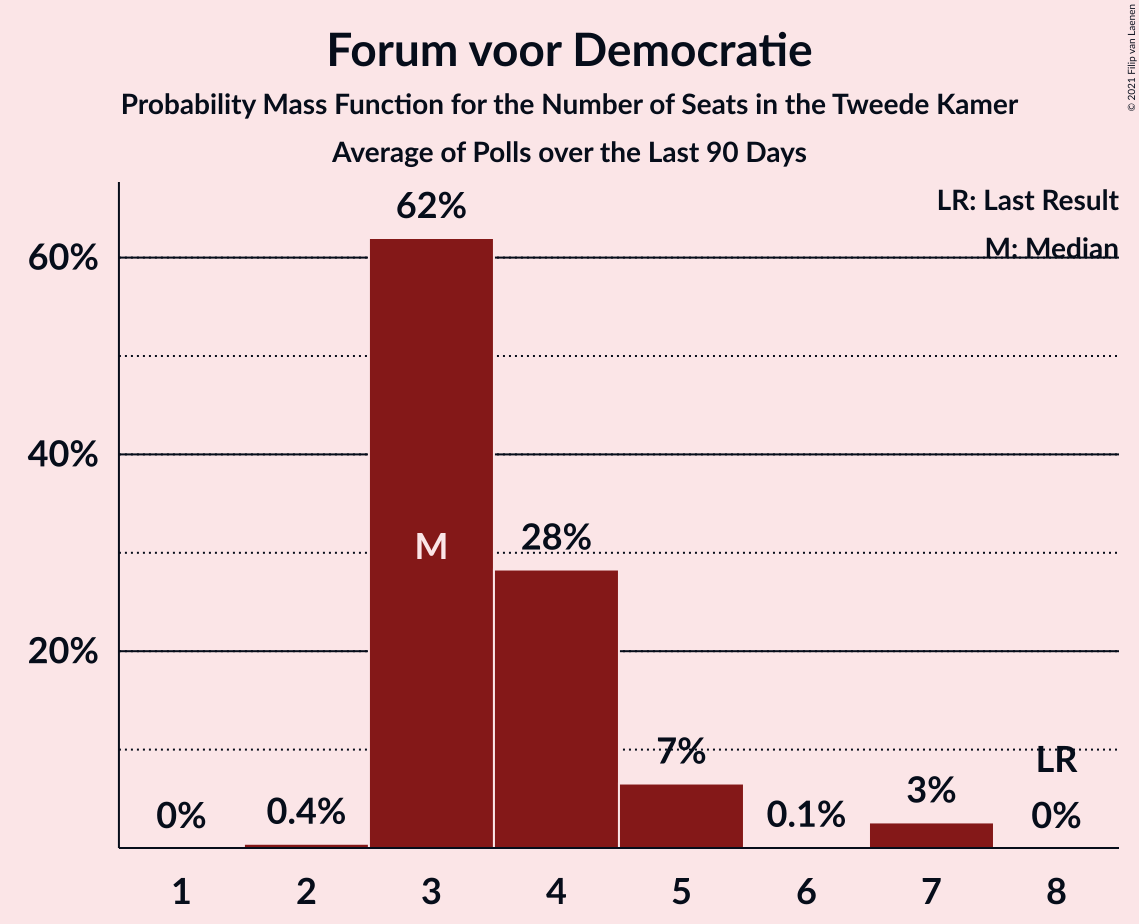 Forum voor Democratie
Probability Mass Function for the Number of Seats in the Tweede Kamer
Average of Polls over the Last 90 Days
© 2021 Filip van Laenen
LR: Last Result
M: Median
62%
60%
40%
M
28%
20%
7%
LR
3%
0%
0.4%
0.1%
0%
1 2 3 4 5 6 7 8